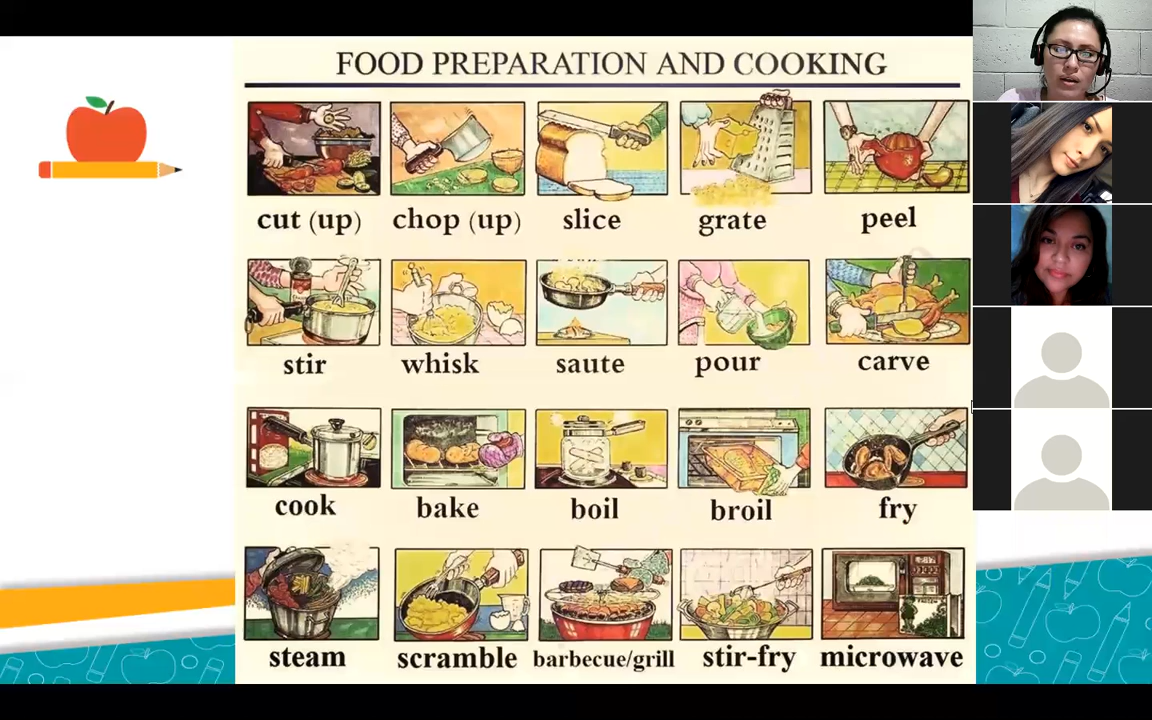 FOOD PREPARATION AND COOKING
cut (up) chop (up) slice grate peel
stir whisk saute pour carve
cook bake boil broil fry
steam scramble barbecue/grill stir-fry microwave